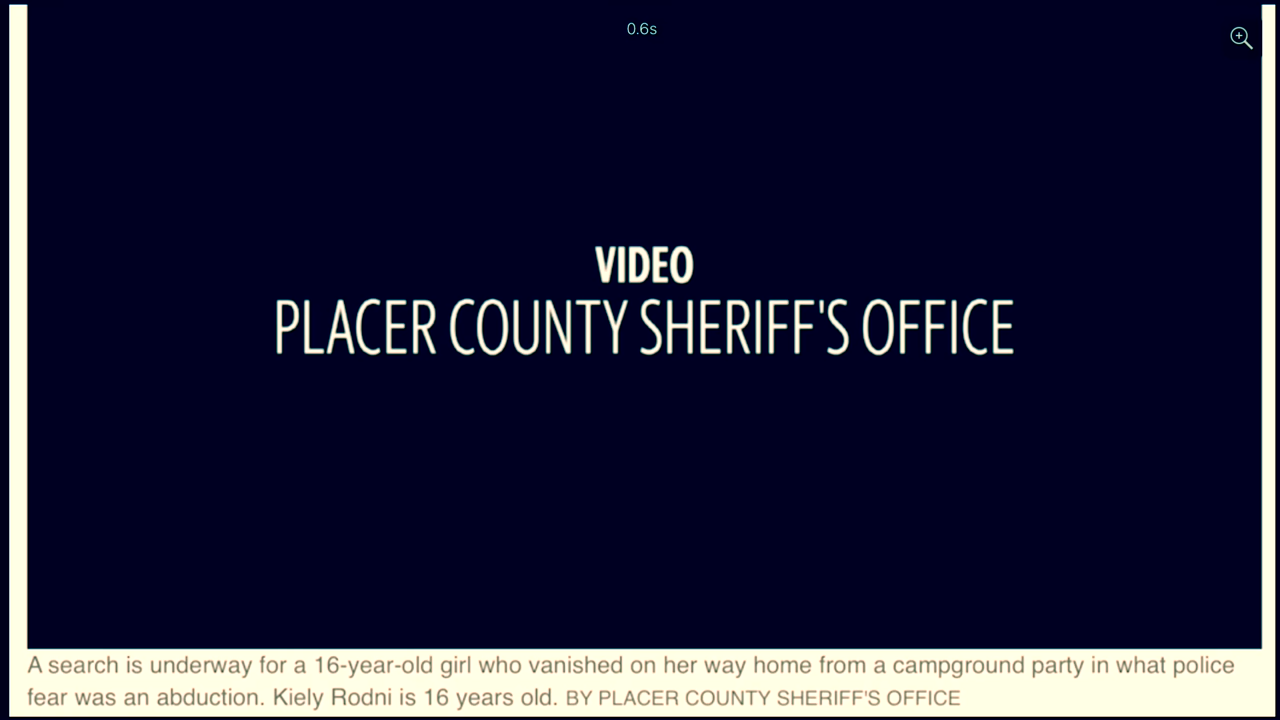 0.6s
VIDEO
PLACER COUNTY SHERIFF'S OFFICE
A search is underway for a 16-year-old girl who vanished on her way home from a campground party in what police
fear was an abduction. Kiely Rodni is 16 years old. BY PLACER COUNTY SHERIFF'S OFFICE